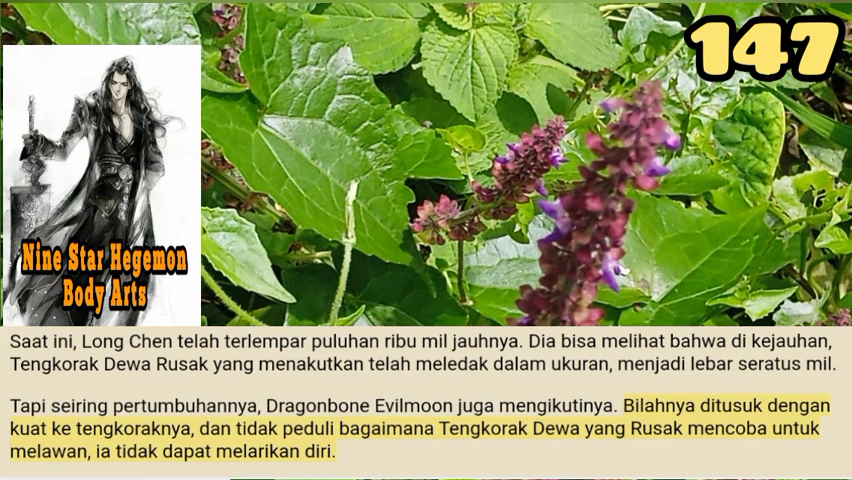 147
Nine Star Hegemon
Body Arts
Saat ini, Long Chen telah terlempar puluhan ribu mil jauhnya. Dia bisa melihat bahwa di kejauhan,
Tengkorak Dewa Rusak yang menakutkan telah meledak dalam ukuran, menjadi lebar seratus mil.
Tapi seiring pertumbuhannya, Dragonbone Evilmoon juga mengikutinya. Bilahnya ditusuk dengan
kuat ke tengkoraknya, dan tidak peduli bagaimana Tengkorak Dewa yang Rusak mencoba untuk
melawan, ia tidak dapat melarikan diri.